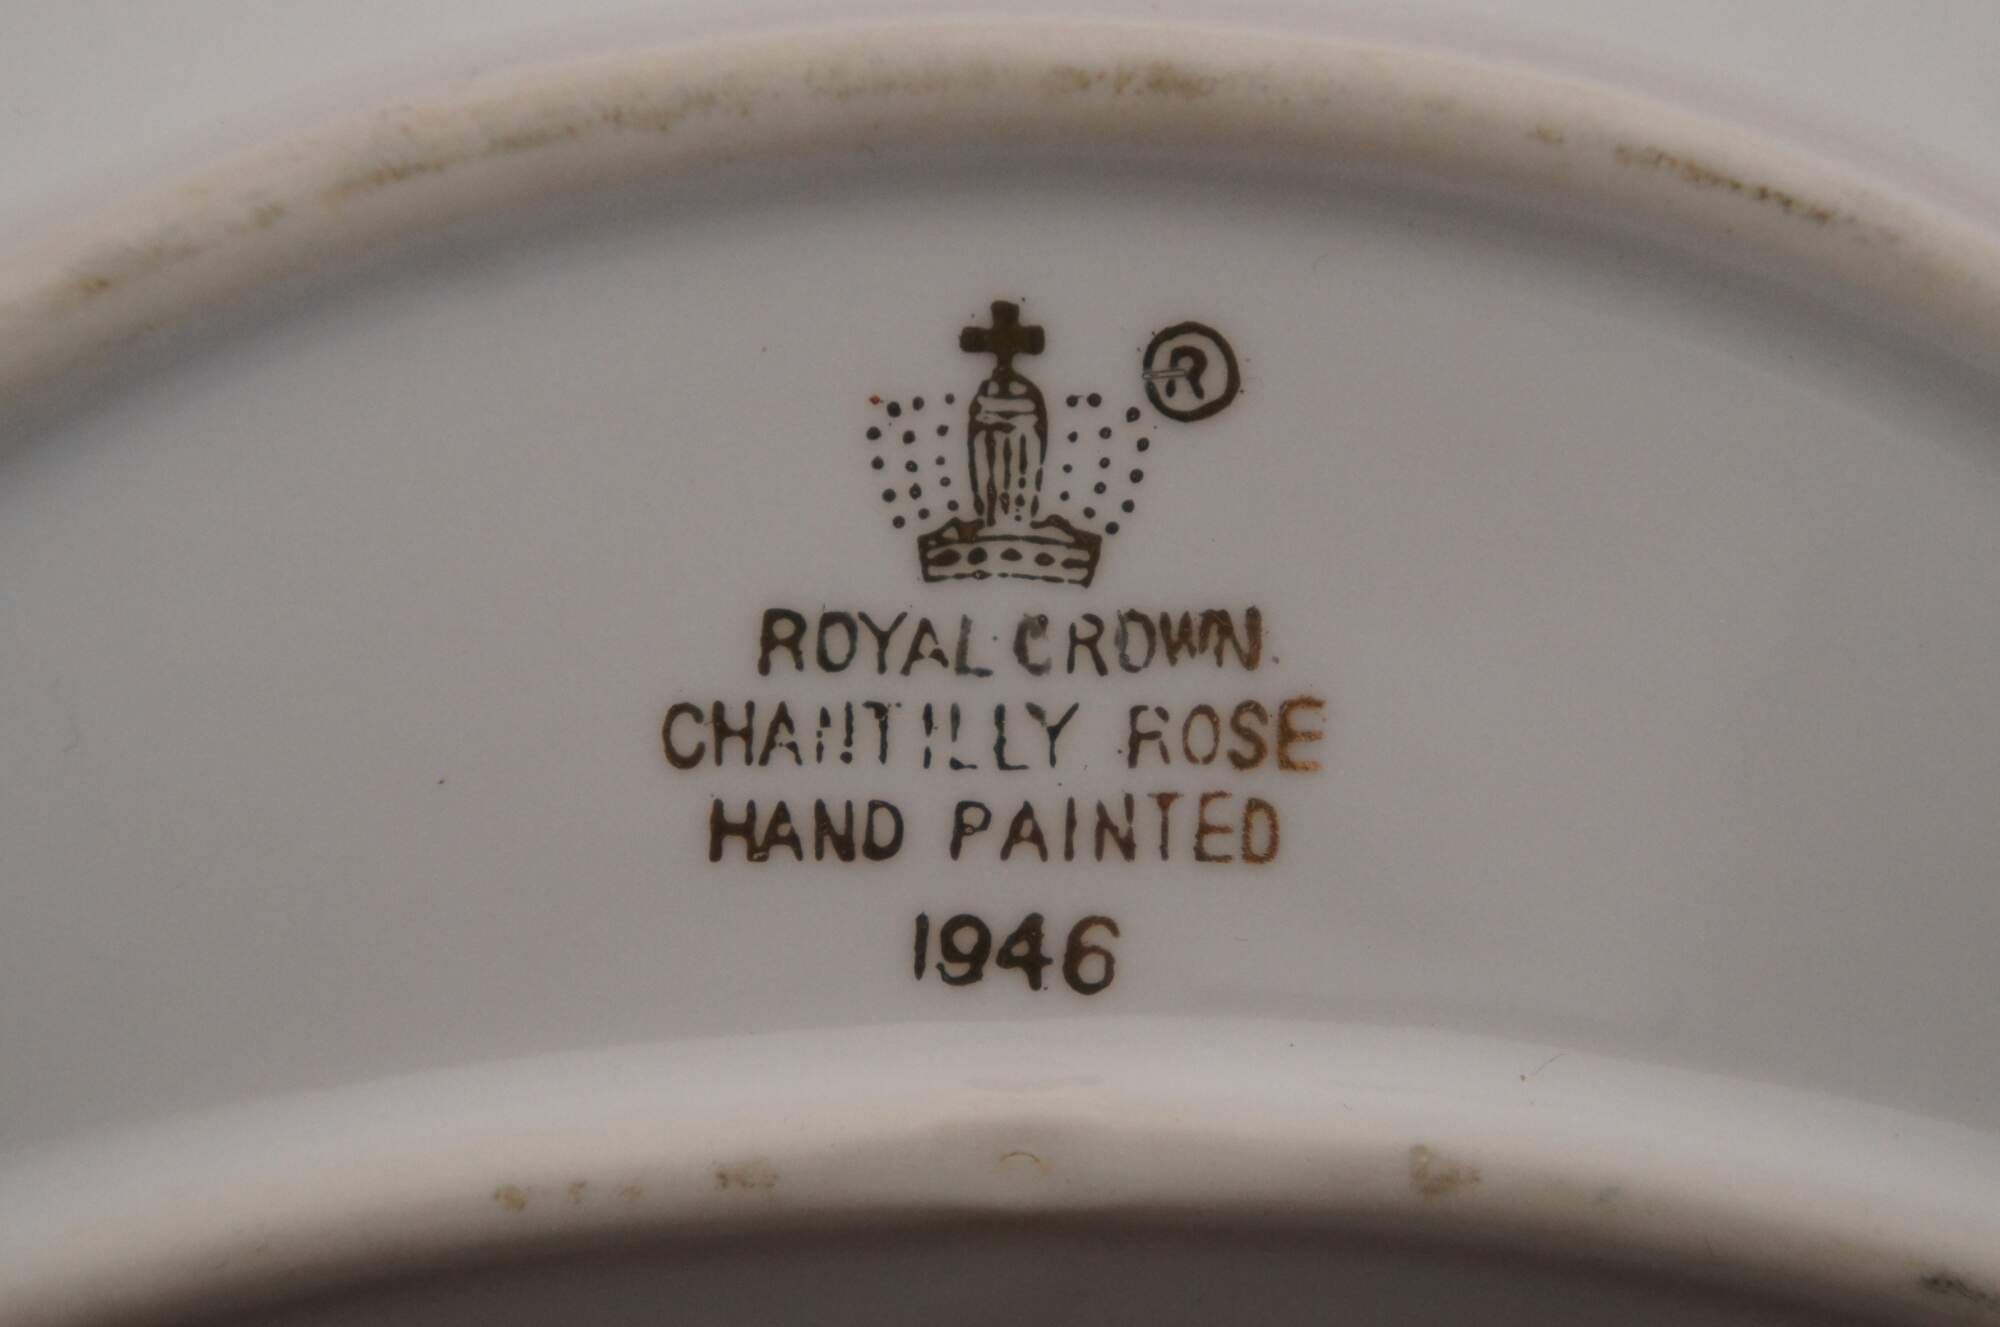 ®
ROYAL CROWN
CHANTILLY ROSE
HAND PAINTED
1946